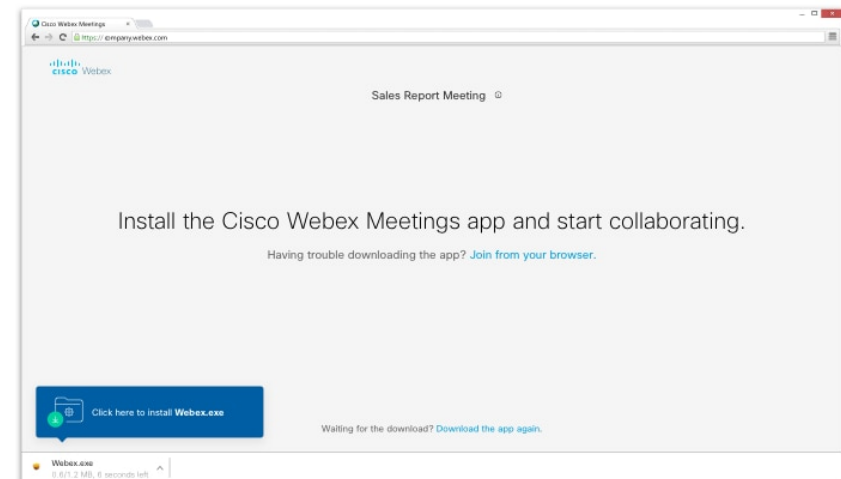 Cisco Webex Meetings
https:// company.webex.com
CISCO Webex
Sales Report Meeting
Install the Cisco Webex Meetings app and start collaborating.
Having trouble downloading the app? Join from your browser.
Click here to install Webex.exe
Waiting for the download? Download the app again.
Webex.exe
0.6/1.2 MB, 6 seconds left